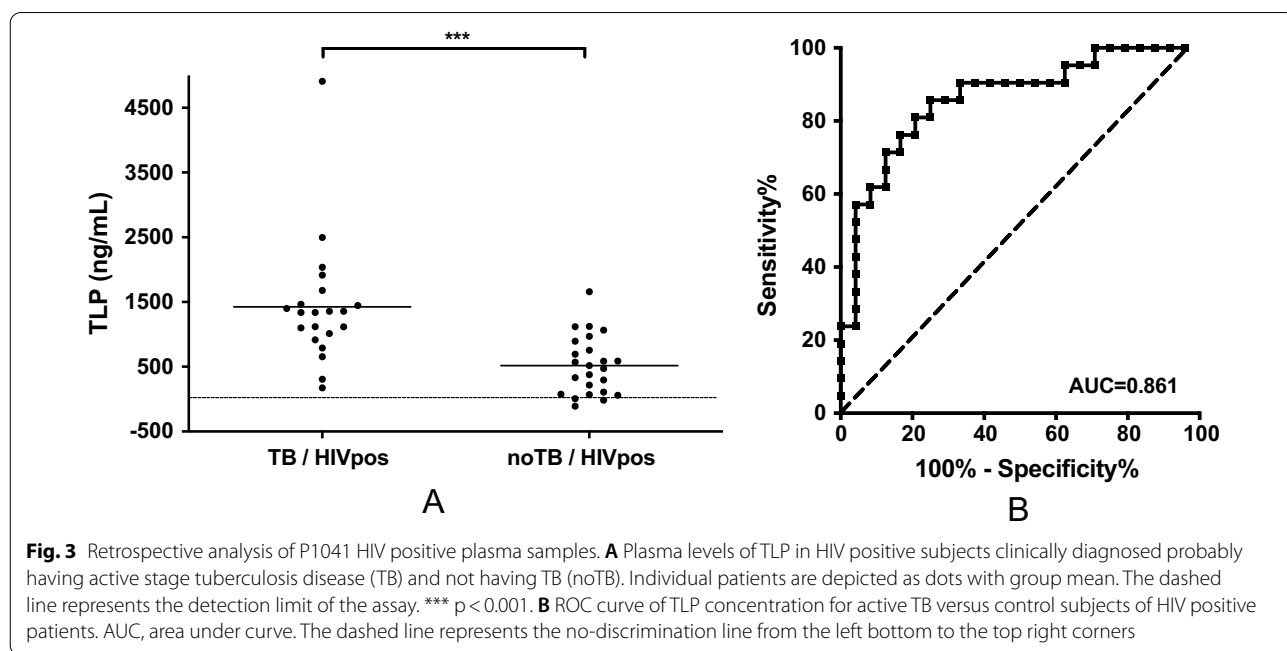 ***
4500
3500
2500
1500
500
-500
TLP (ng/mL)
TB / HIVpos
noTB / HIVpos
A
100
80
60
40
20
0
Sensitivity%
AUC=0.861
0
20
40
60
80
100
100% - Specificity%
B
Fig. 3 Retrospective analysis of P1041 HIV positive plasma samples. A Plasma levels of TLP in HIV positive subjects clinically diagnosed probably
having active stage tuberculosis disease (TB) and not having TB (noTB). Individual patients are depicted as dots with group mean. The dashed
line represents the detection limit of the assay. *** p < 0.001. B ROC curve of TLP concentration for active TB versus control subjects of HIV positive
patients. AUC, area under curve. The dashed line represents the no-discrimination line from the left bottom to the top right corners